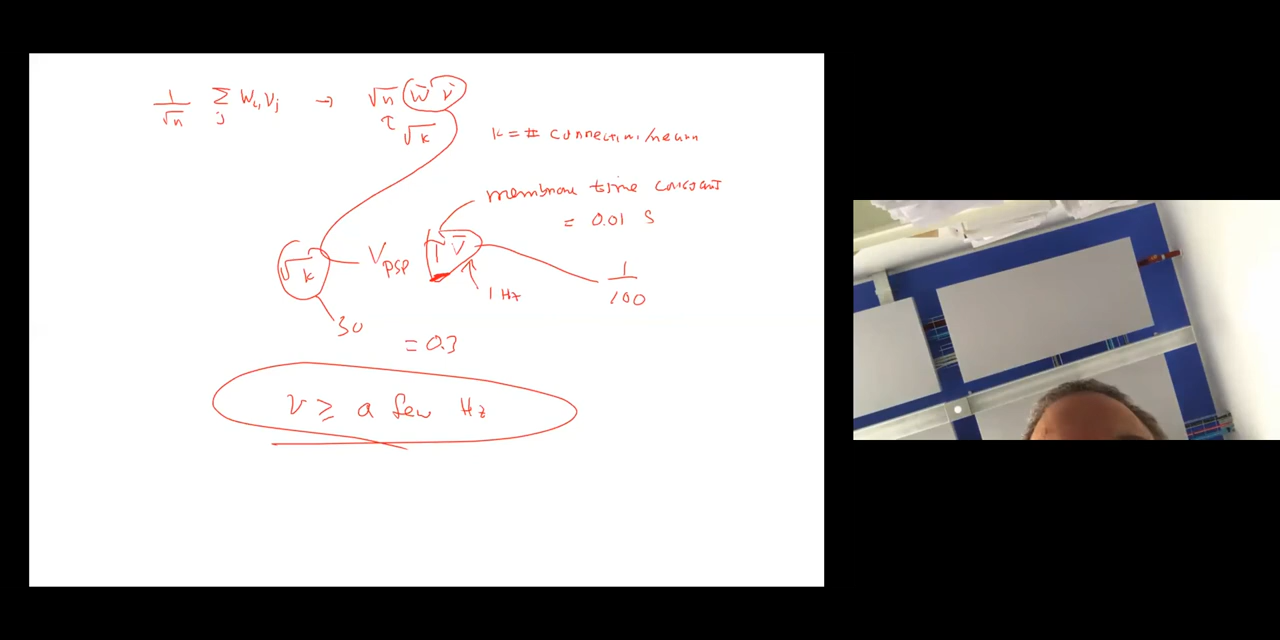 1/√n Σ_j W_ij ν_j → √n (w̄ ν̄)
↑ √k
k = # connections/neuron
membrane time constant
= 0.01 s
√k V_psp τ ν̄
1/100
1 Hz
30
= 0.3
ν ≥ a few Hz